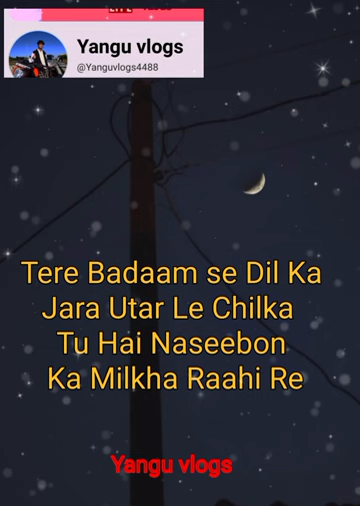 Yangu vlogs
@Yanguvlogs4488
Tere Badaam se Dil Ka
Jara Utar Le Chilka
Tu Hai Naseebon
Ka Milkha Raahi Re
Yangu vlogs